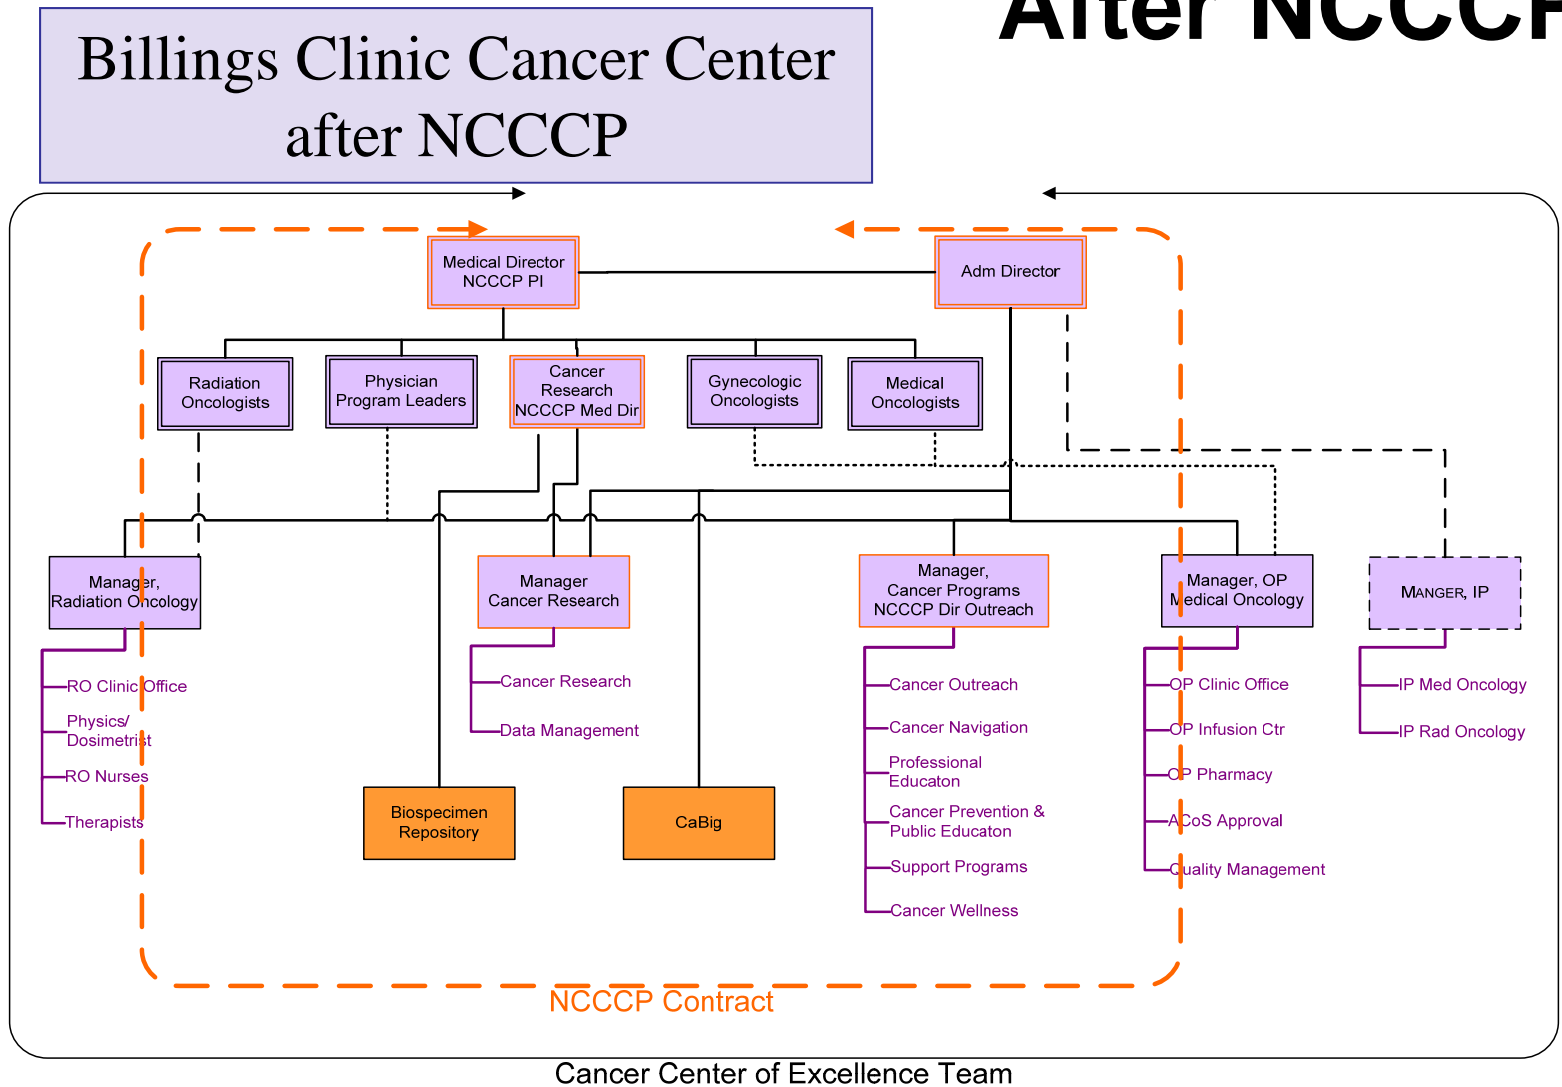 After NCCCP
Billings Clinic Cancer Center
after NCCCP
Medical Director
NCCCP PI
Adm Director
Radiation
Oncologists
Physician
Program Leaders
Cancer
Research
NCCCP Med Dir
Gynecologic
Oncologists
Medical
Oncologists
Manager,
Radiation Oncology
Manager
Cancer Research
Manager,
Cancer Programs
NCCCP Dir Outreach
Manager, OP
Medical Oncology
MANGER, IP
RO Clinic Office
Physics/
Dosimetrist
RO Nurses
Therapists
Cancer Research
Data Management
Cancer Outreach
Cancer Navigation
Professional
Educaton
Cancer Prevention &
Public Educaton
Support Programs
Cancer Wellness
OP Clinic Office
OP Infusion Ctr
OP Pharmacy
ACoS Approval
Quality Management
IP Med Oncology
IP Rad Oncology
Biospecimen
Repository
CaBig
NCCCP Contract
Cancer Center of Excellence Team